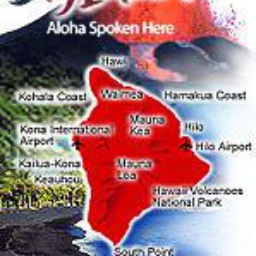 Aloha Spoken Here
Hawi
Kohala Coast
Waimea
Hamakua Coast
Kona International
Airport
Mauna
Kea
Hilo
Hilo Airport
Kailua-Kona
Keauhou
Mauna
Loa
Hawaii Volcanoes
National Park
South Point